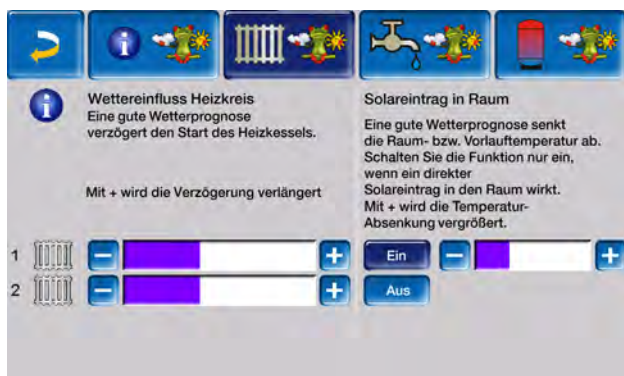 Wettereinfluss Heizkreis
Eine gute Wetterprognose
verzögert den Start des Heizkessels.
Mit + wird die Verzögerung verlängert
Solareintrag in Raum
Eine gute Wetterprognose senkt
die Raum- bzw. Vorlauftemperatur ab.
Schalten Sie die Funktion nur ein,
wenn ein direkter
Solareintrag in den Raum wirkt.
Mit + wird die Temperatur-
Absenkung vergrößert.
1 - + Ein - +
2 - + Aus